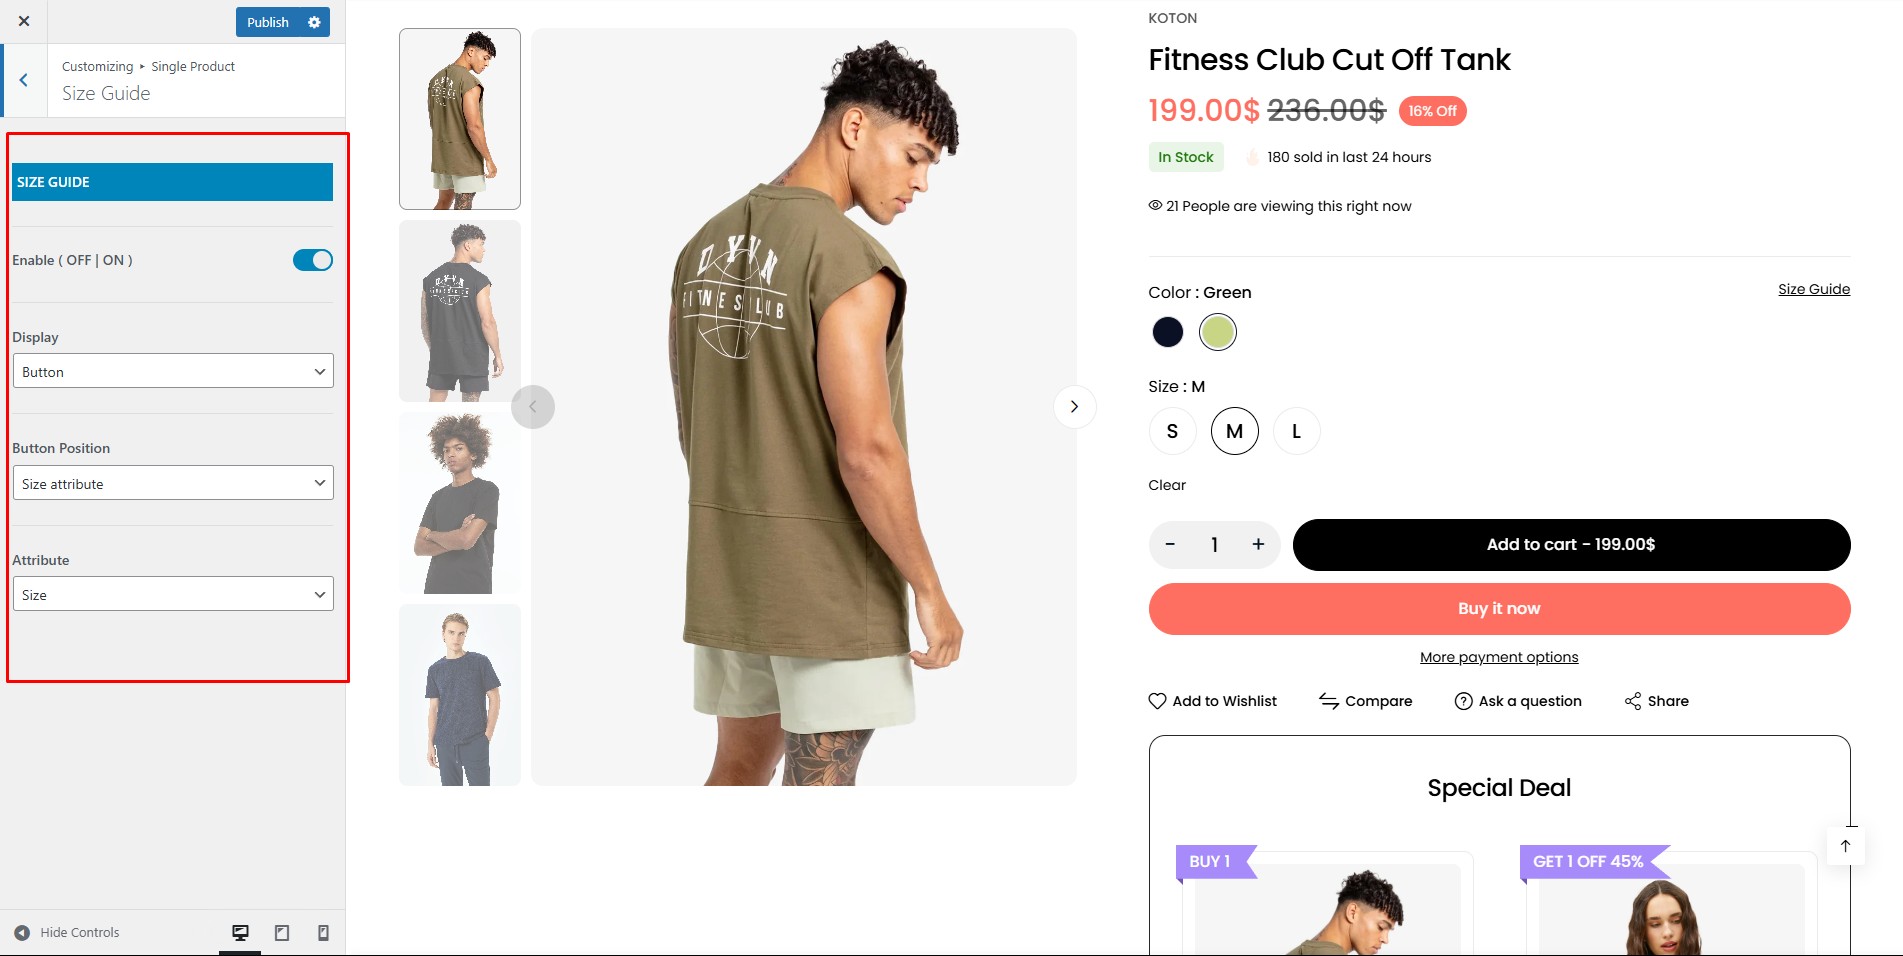 Publish
Customizing ▸ Single Product
Size Guide
SIZE GUIDE
Enable ( OFF | ON )
Display
Button
Button Position
Size attribute
Attribute
Size
Hide Controls
FITNES LUB
KOTON
Fitness Club Cut Off Tank
199.00$ 236.00$ 16% Off
In Stock 180 sold in last 24 hours
21 People are viewing this right now
Color : Green
Size Guide
Size : M
S M L
Clear
- 1 + Add to cart - 199.00$
Buy it now
More payment options
Add to Wishlist Compare Ask a question Share
Special Deal
BUY 1 GET 1 OFF 45%